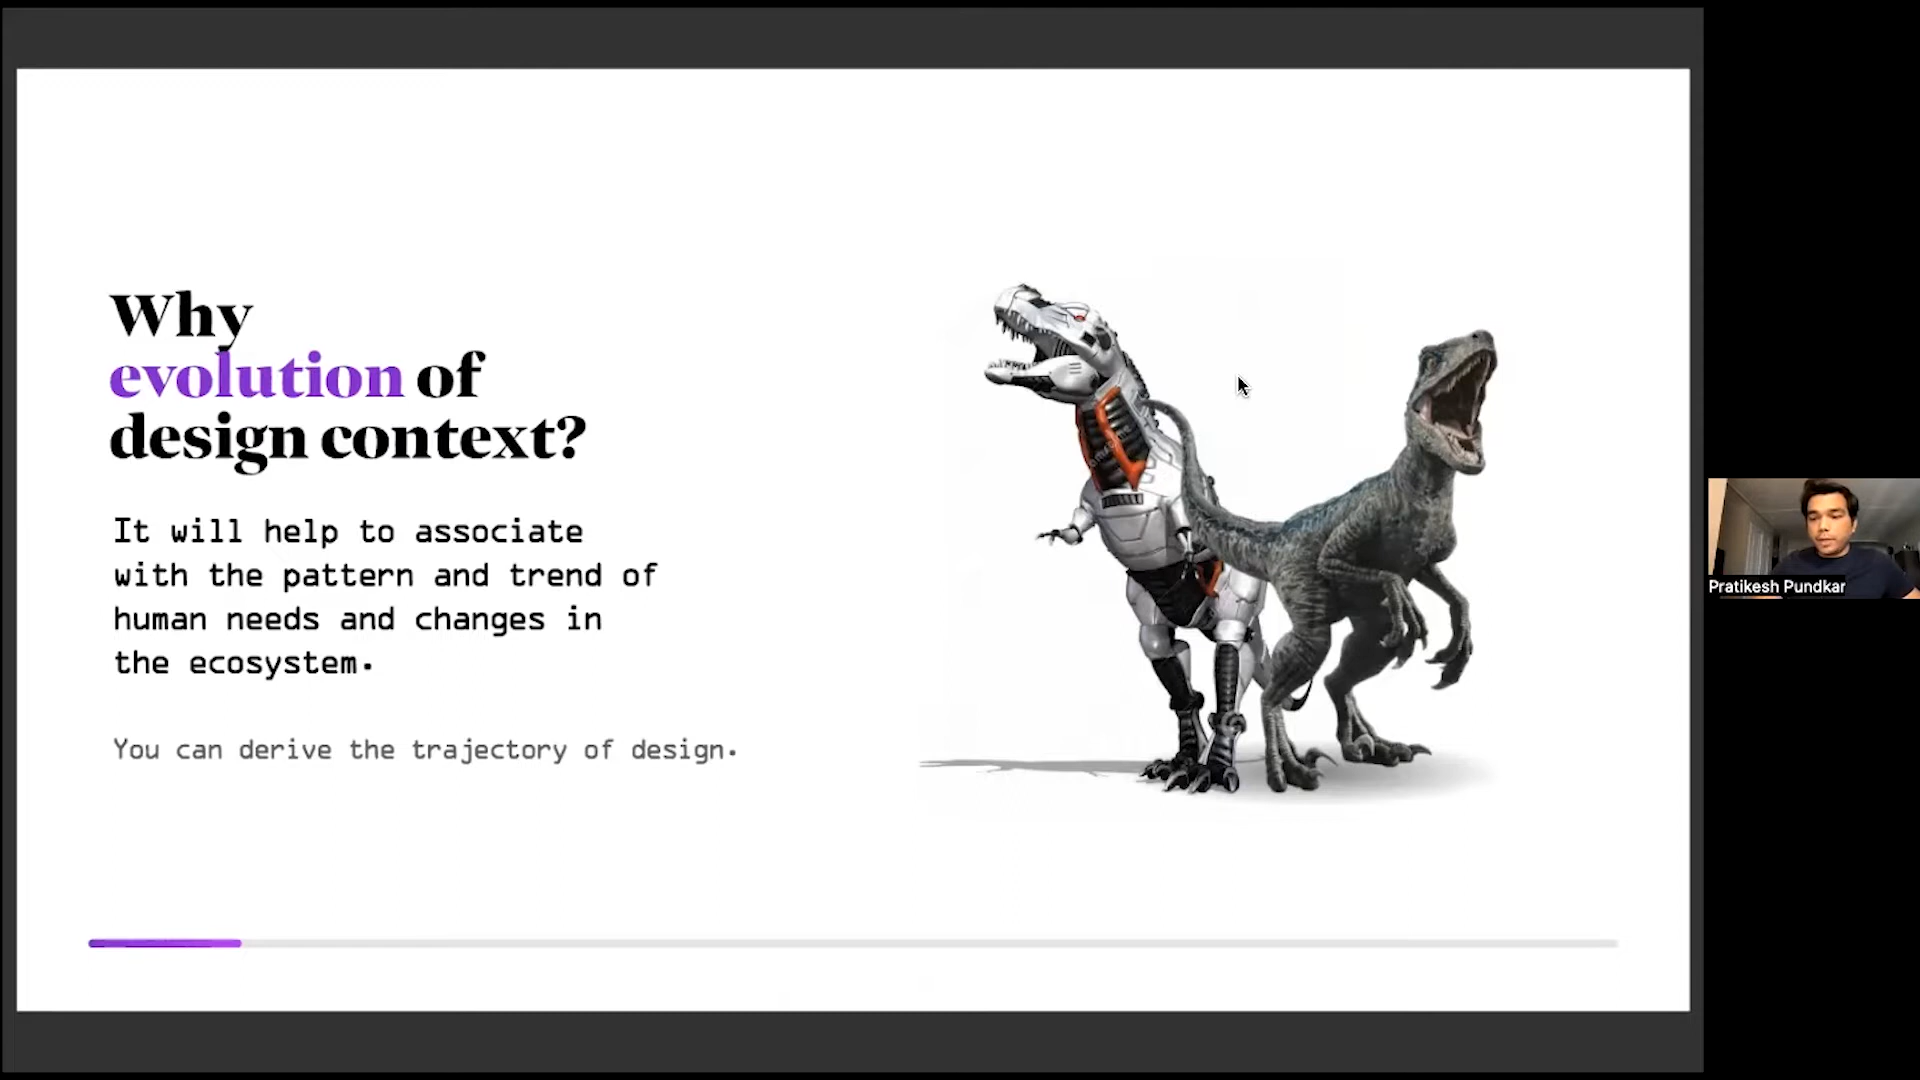 Why
evolution of
design context?
It will help to associate
with the pattern and trend of
human needs and changes in
the ecosystem.
You can derive the trajectory of design.
Pratikesh Pundkar